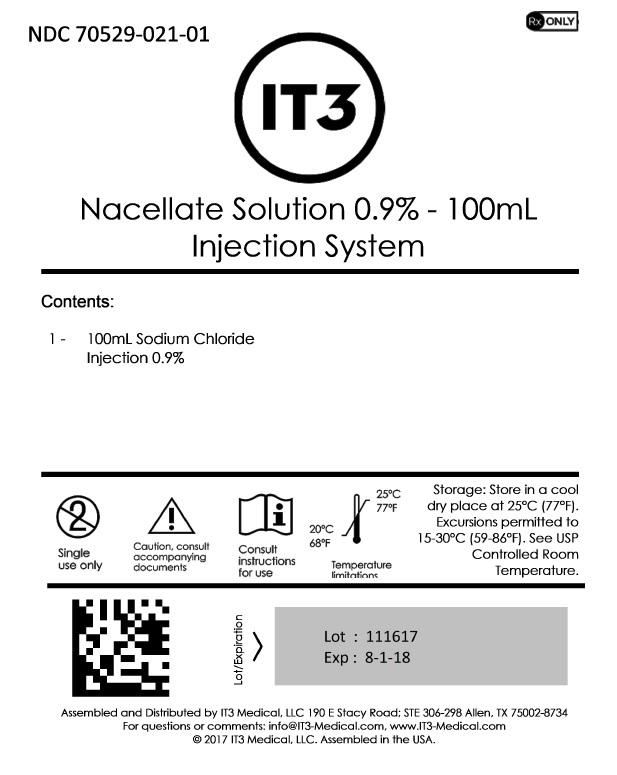 NDC 70529-021-01
Rx ONLY
IT3
Nacellate Solution 0.9% - 100mL
Injection System
Contents:
1 - 100mL Sodium Chloride
Injection 0.9%
2
Single
use only
Caution, consult
accompanying
documents
i
Consult
instructions
for use
25°C
77°F
20°C
68°F
Temperature
limitations
Storage: Store in a cool
dry place at 25°C (77°F).
Excursions permitted to
15-30°C (59-86°F). See USP
Controlled Room
Temperature.
Lot/Expiration
Lot : 111617
Exp : 8-1-18
Assembled and Distributed by IT3 Medical, LLC 190 E Stacy Road; STE 306-298 Allen, TX 75002-8734
For questions or comments: info@IT3-Medical.com, www.IT3-Medical.com
© 2017 IT3 Medical, LLC. Assembled in the USA.